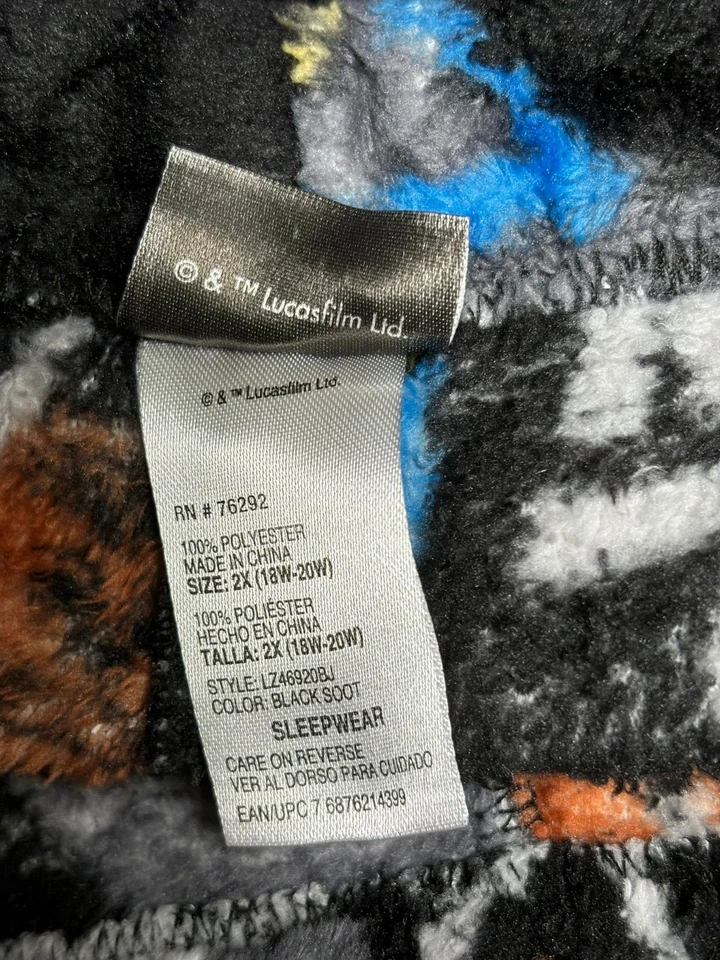 © & ™ Lucasfilm Ltd.
© & ™ Lucasfilm Ltd.
RN # 76292
100% POLYESTER
MADE IN CHINA
SIZE: 2X (18W-20W)
100% POLIÉSTER
HECHO EN CHINA
TALLA: 2X (18W-20W)
STYLE: LZ46920BJ
COLOR: BLACK SOOT
SLEEPWEAR
CARE ON REVERSE
VER AL DORSO PARA CUIDADO
EAN/UPC 7 6876214399